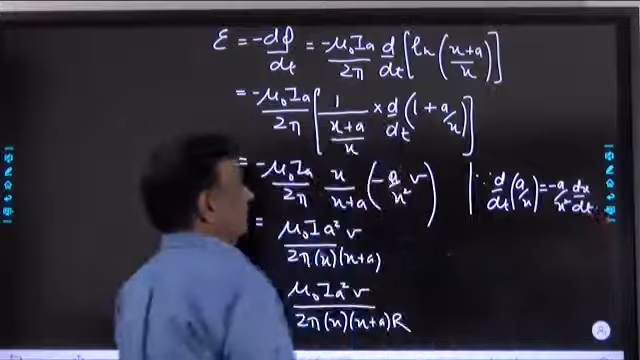 ε = -dφ/dt = -μ₀Ia/2π d/dt [ln (x+a/x)]
= -μ₀Ia/2π [1/(x+a/x) × d/dt (1 + a/x)]
= -μ₀Ia/2π x/x+a (-a/x² v) | ∵ d/dt (a/x) = -a/x² dx/dt
= μ₀Ia²v/2π(x)(x+a)
μ₀Ia²v/2π(x)(x+a)R